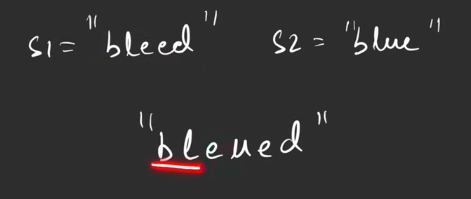 S1 = "bleed" S2 = "blue"
"bleued"